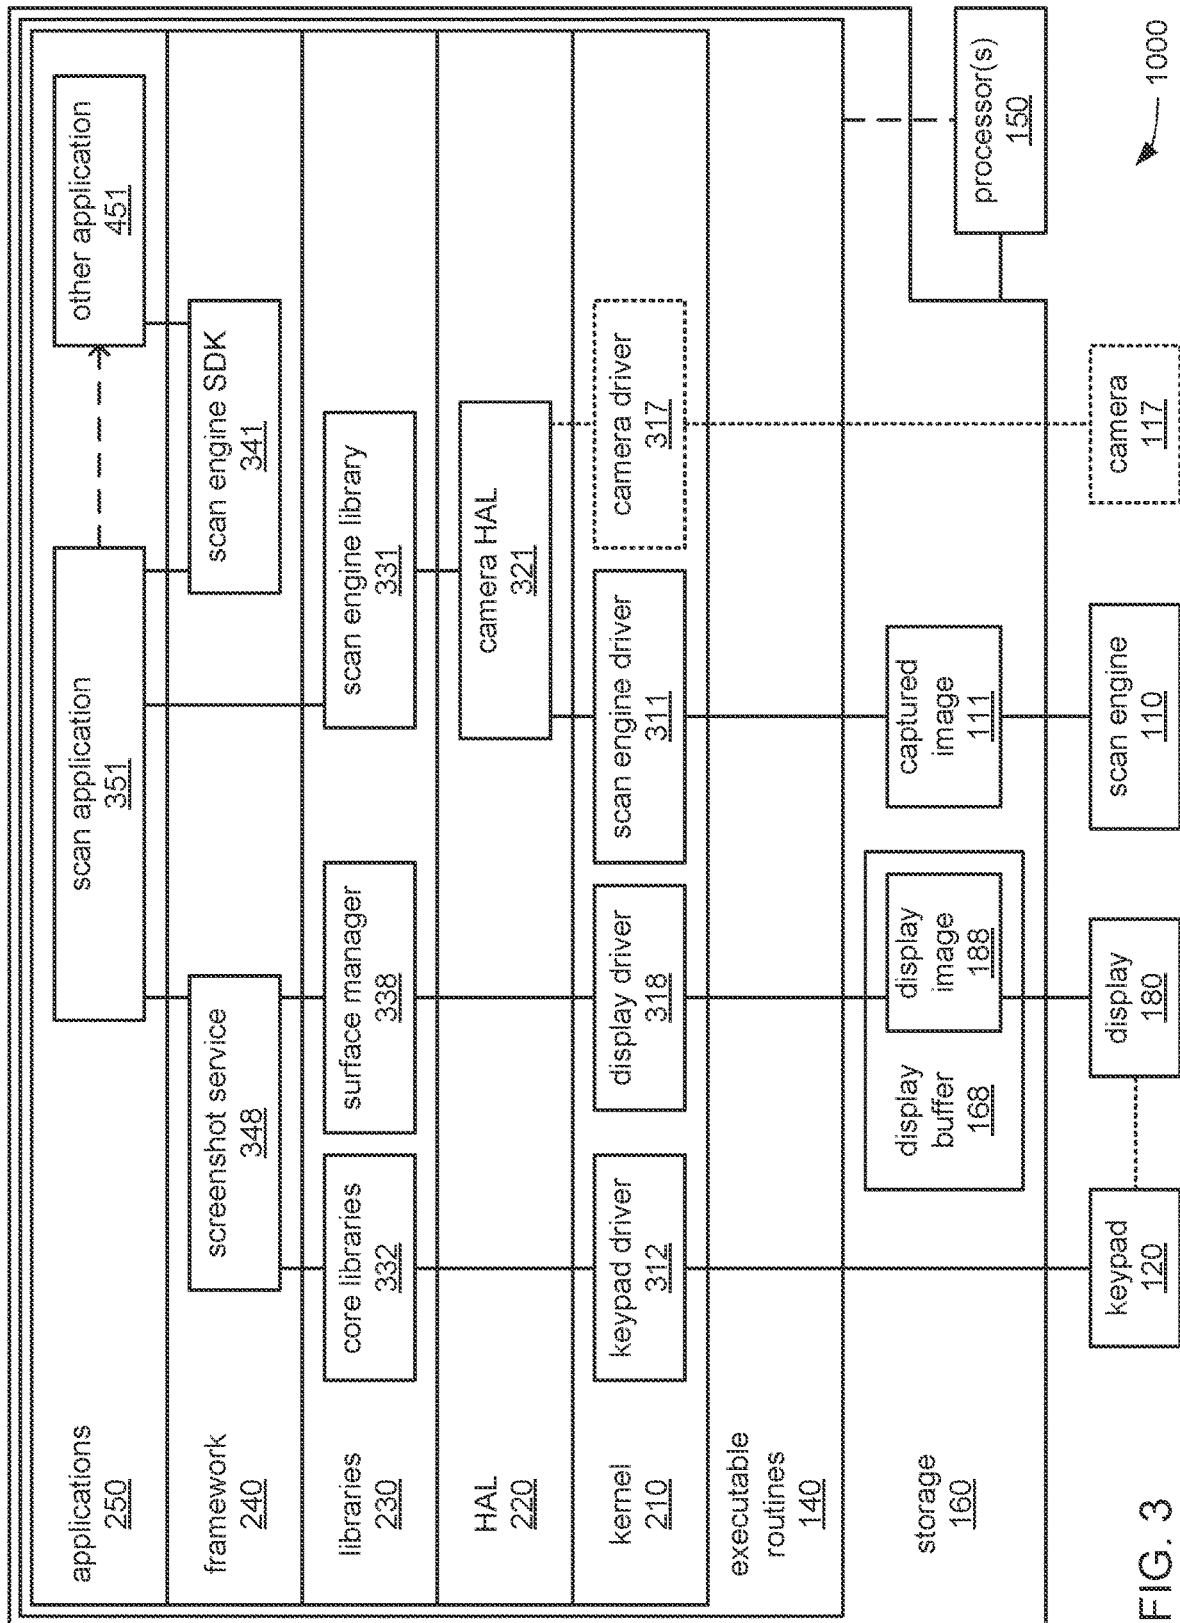 applications
250
scan application
351
other application
451
framework
240
screenshot service
348
scan engine SDK
341
libraries
230
core libraries
332
surface manager
338
scan engine library
331
HAL
220
camera HAL
321
kernel
210
keypad driver
312
display driver
318
scan engine driver
311
camera driver
317
executable
routines
140
storage
160
display
buffer
168
display
image
188
captured
image
111
processor(s)
150
keypad
120
display
180
scan engine
110
camera
117
1000
FIG. 3